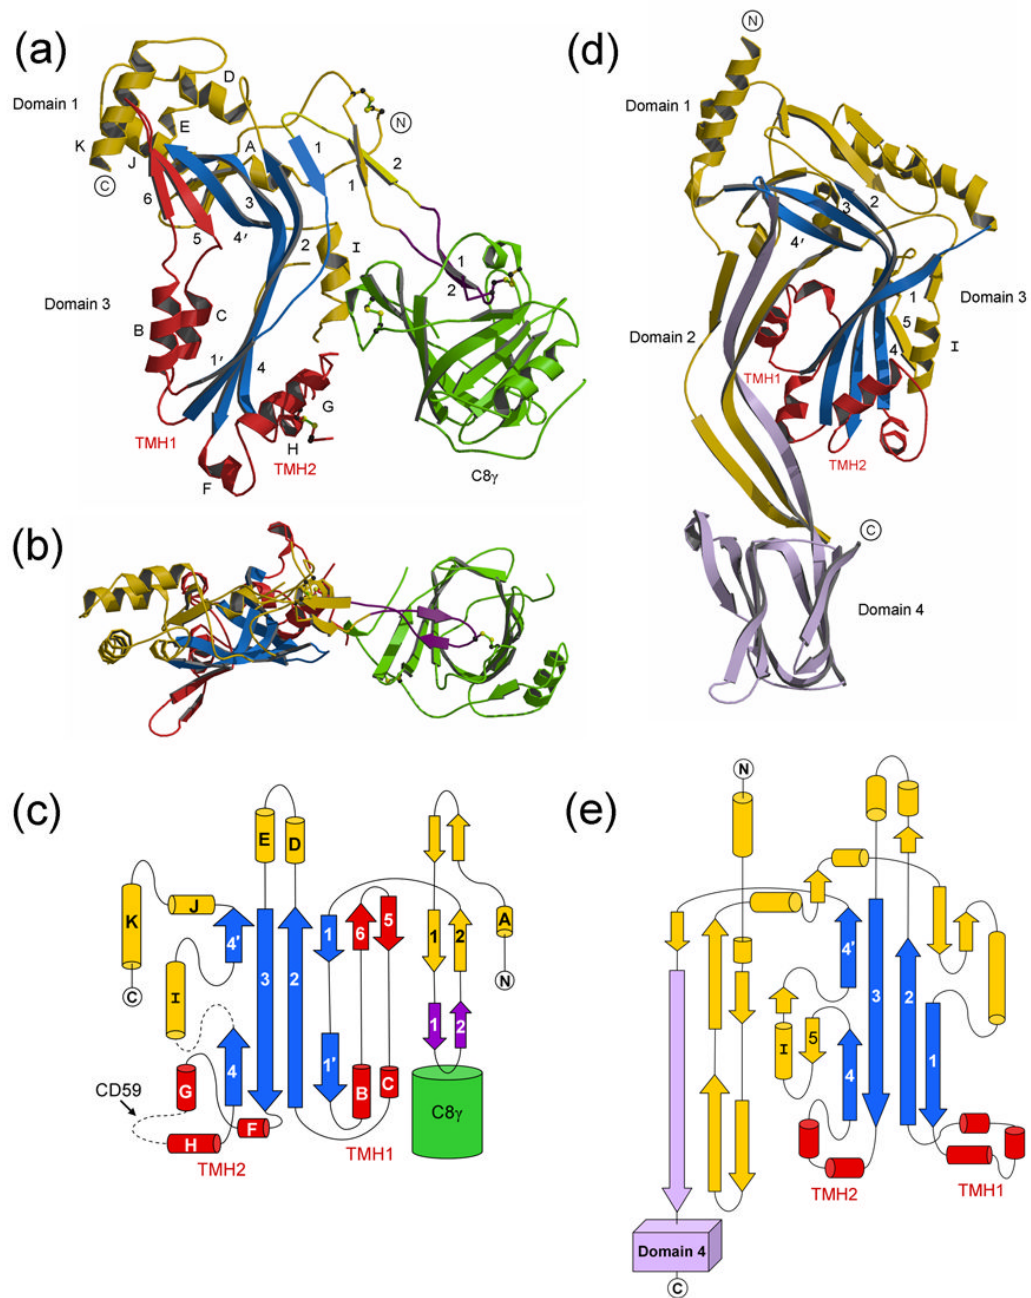 (a)
D
Domain 1
N
K
E
J
A
C
1
2
1
6
3
5
4′
2
I
1
2
Domain 3
B
C
1′
4
G
TMH1
H
F
TMH2
C8γ
(b)
(c)
E
D
K
J
4′
1
6
5
1
2
A
N
C
I
3
2
4
1′
1
2
G
B
C
CD59
C8γ
H
F
TMH2
TMH1
(d)
N
Domain 1
3
2
4′
Domain 3
1
Domain 2
5
TMH1
4
I
TMH2
C
Domain 4
(e)
N
4′
3
2
I
5
4
1
TMH2
TMH1
Domain 4
C